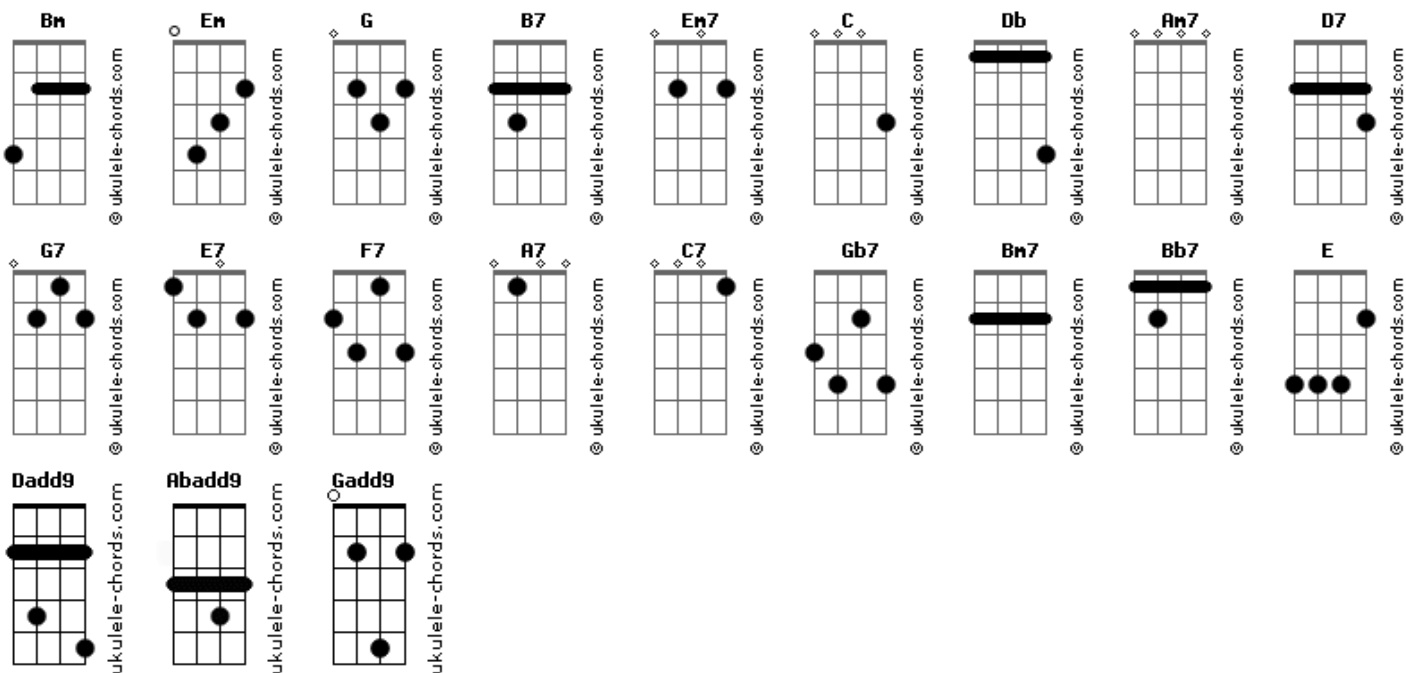 Bm Em G B7 Em7 C Db Am7 D7
© ukulele-chords.com © ukulele-chords.com © ukulele-chords.com © ukulele-chords.com © ukulele-chords.com © ukulele-chords.com © ukulele-chords.com © ukulele-chords.com © ukulele-chords.com
G7 E7 F7 A7 C7 Gb7 Bm7 Bb7 E
© ukulele-chords.com © ukulele-chords.com © ukulele-chords.com © ukulele-chords.com © ukulele-chords.com © ukulele-chords.com © ukulele-chords.com © ukulele-chords.com © ukulele-chords.com
Dadd9 Abadd9 Gadd9
ukulele-chords.com ukulele-chords.com ukulele-chords.com